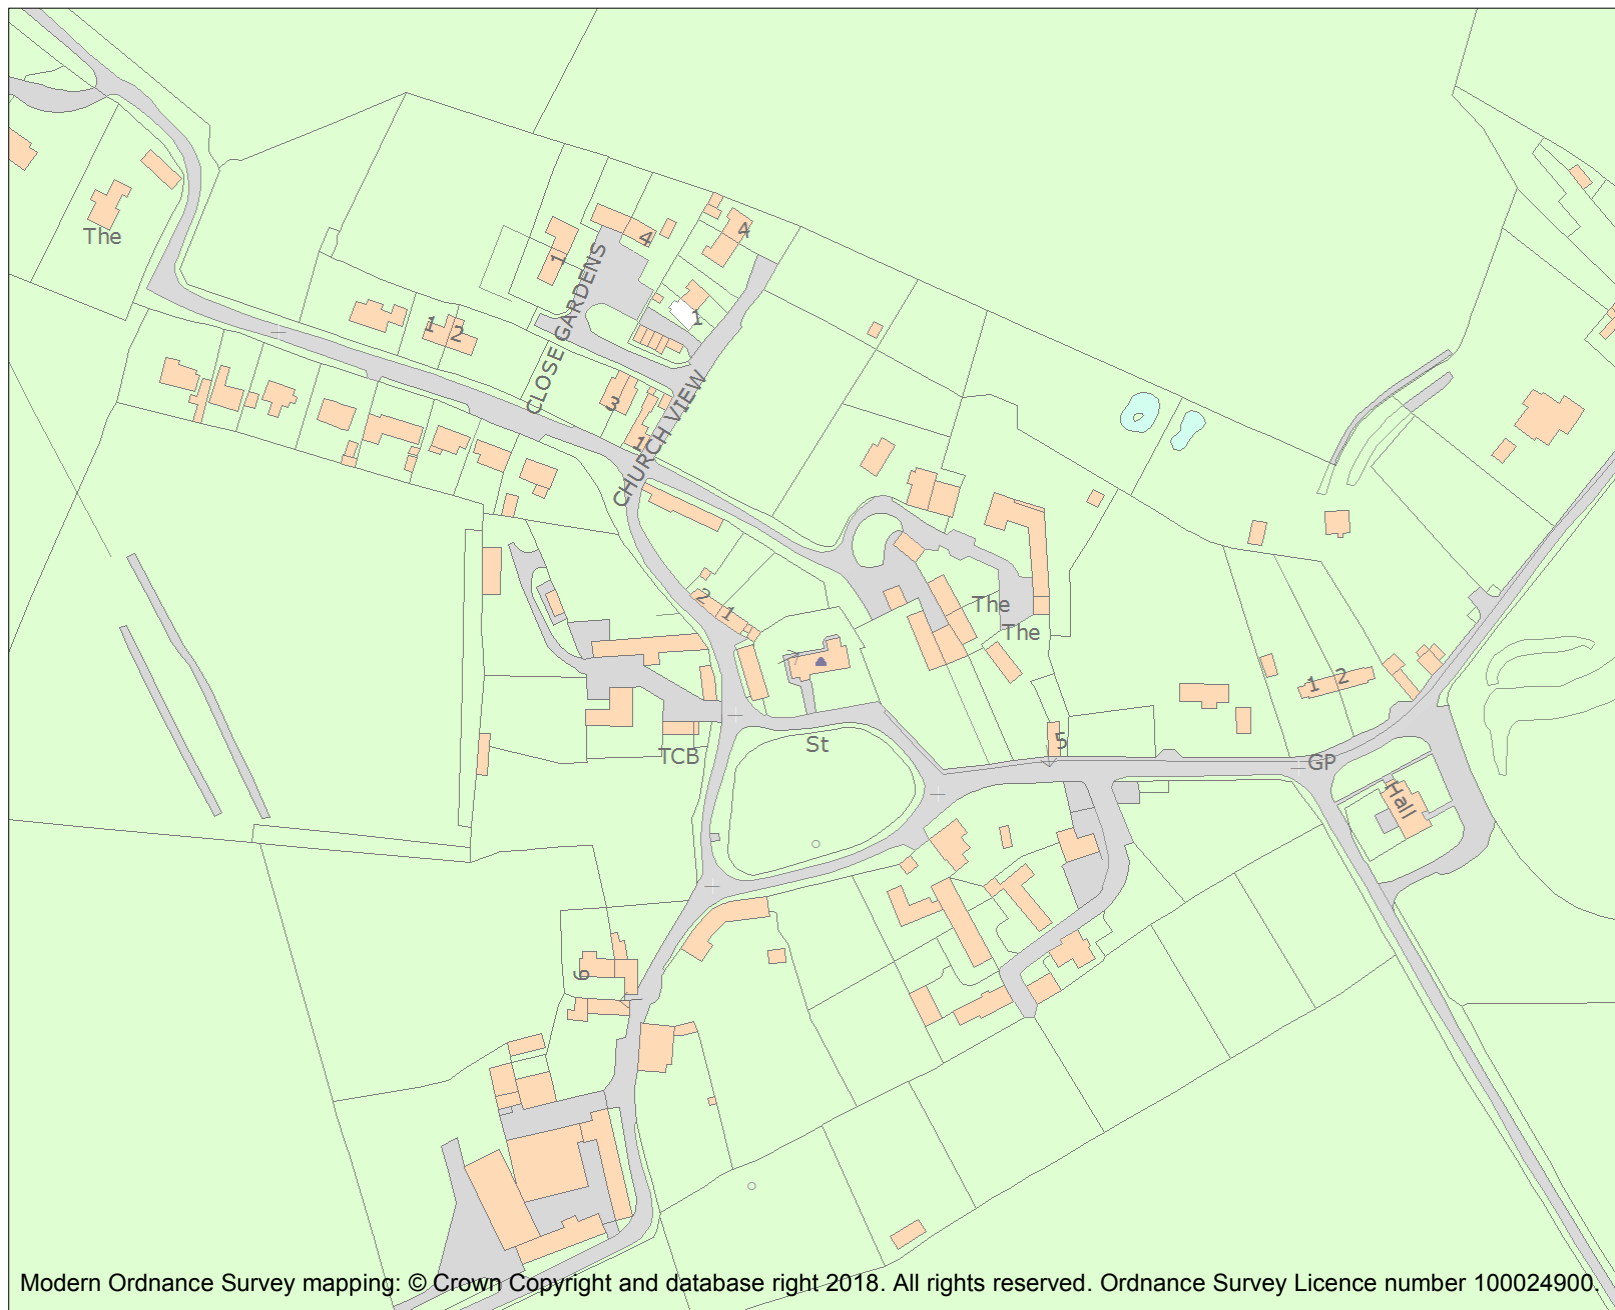 The
4
4
1
CLOSE GARDENS
1
1
2
3
1
CHURCH VIEW
2
1
The
The
1
2
TCB
St
5
GP
Hall
6
Modern Ordnance Survey mapping: © Crown Copyright and database right 2018. All rights reserved. Ordnance Survey Licence number 100024900.